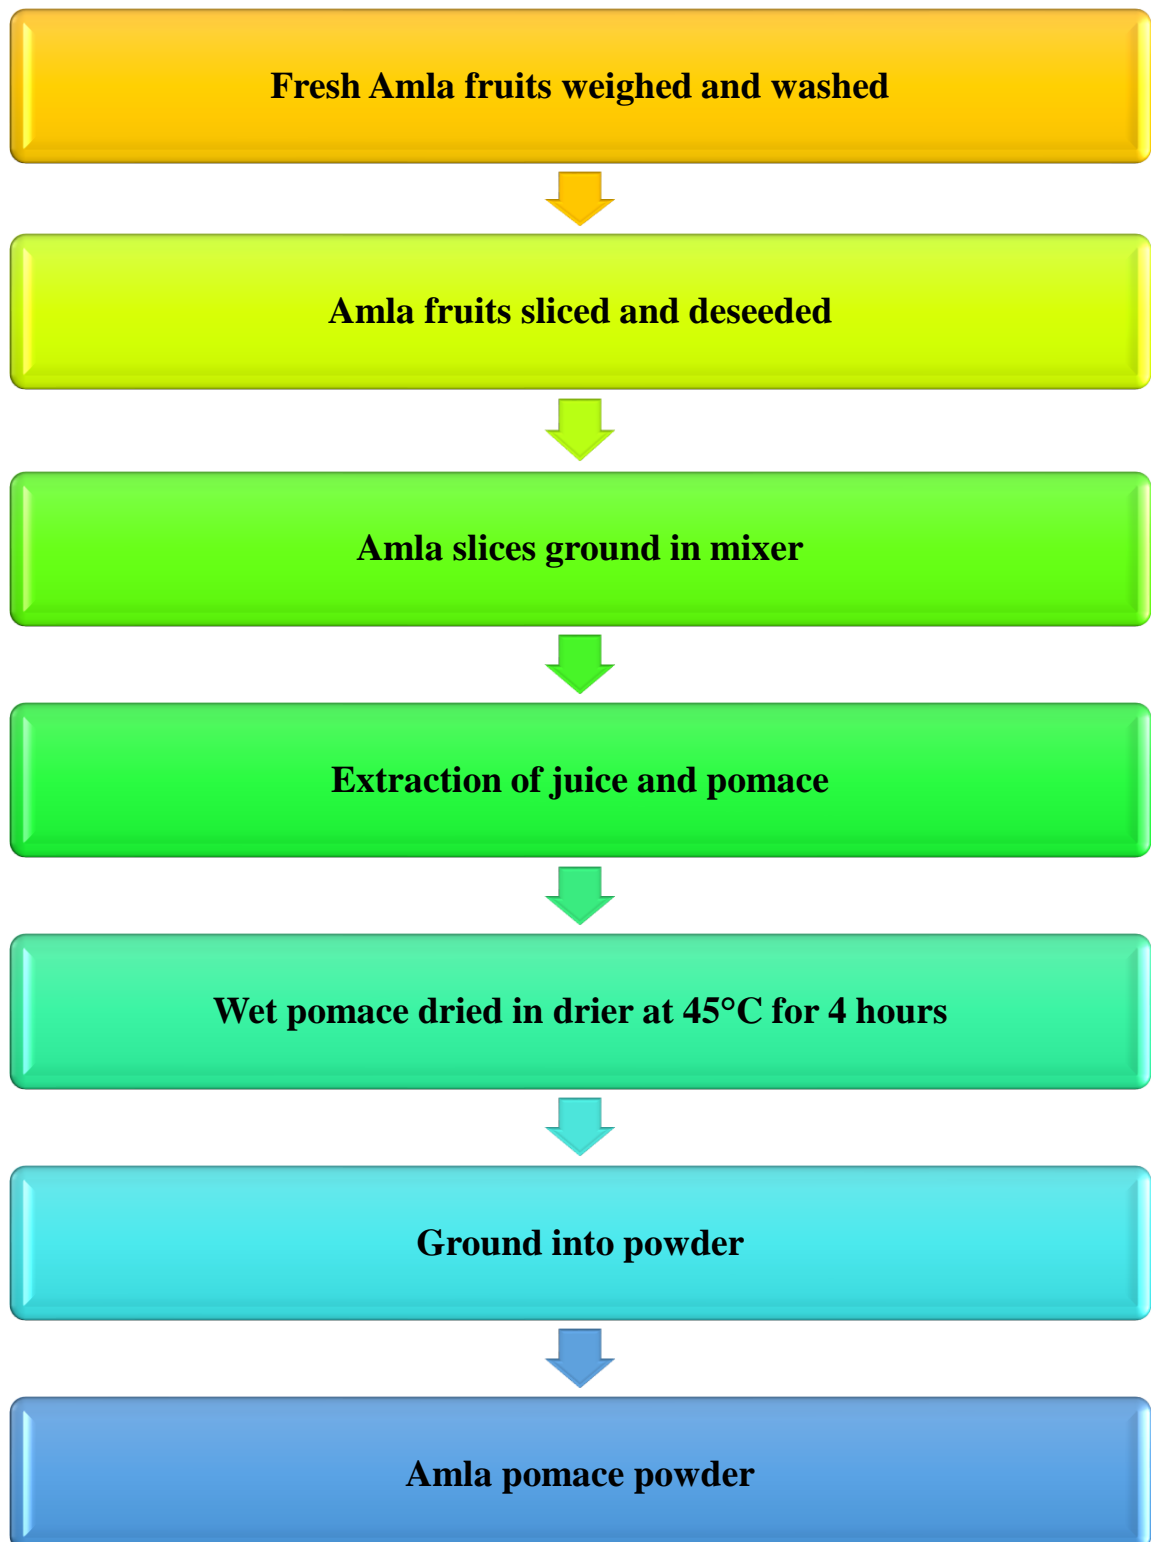 Fresh Amla fruits weighed and washed
Amla fruits sliced and deseeded
Amla slices ground in mixer
Extraction of juice and pomace
Wet pomace dried in drier at 45°C for 4 hours
Ground into powder
Amla pomace powder